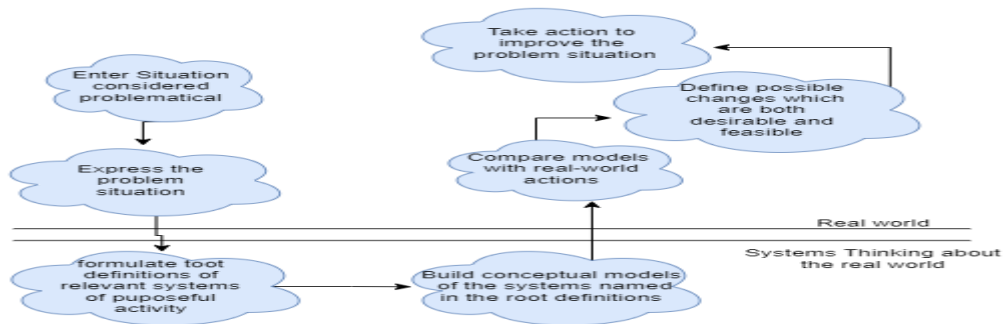 Enter Situation
considered
problematical
Express the
problem
situation
formulate toot
definitions of
relevant systems
of puposeful
activity
Build conceptual models
of the systems named
in the root definitions
Compare models
with real-world
actions
Define possible
changes which
are both
desirable and
feasible
Take action to
improve the
problem situation
Real world
Systems Thinking about
the real world